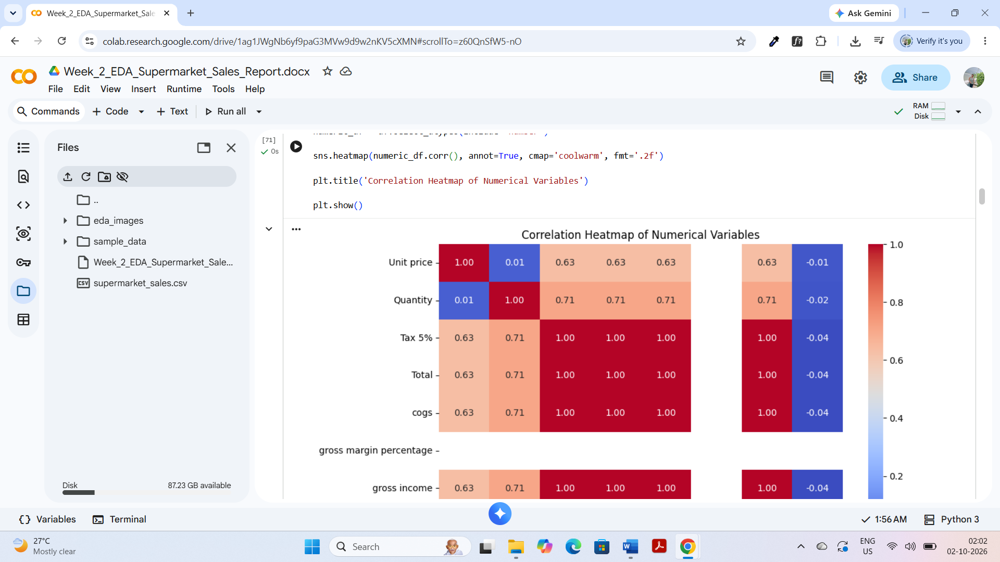 Week_2_EDA_Supermarket_Sale
Ask Gemini
colab.research.google.com/drive/1ag1JWgNb6yf9paG3MVw9d9w2nKV5cXMN#scrollTo=z60QnSfW5-nO
f?
Verify it's you
Week_2_EDA_Supermarket_Sales_Report.docx
File Edit View Insert Runtime Tools Help
Share
Commands + Code + Text Run all
RAM
Disk
Files
..
eda_images
sample_data
Week_2_EDA_Supermarket_Sale...
CSV supermarket_sales.csv
Disk 87.23 GB available
[71]
0s
sns.heatmap(numeric_df.corr(), annot=True, cmap='coolwarm', fmt='.2f')
plt.title('Correlation Heatmap of Numerical Variables')
plt.show()
Correlation Heatmap of Numerical Variables
Unit price 1.00 0.01 0.63 0.63 0.63 0.63 -0.01
Quantity 0.01 1.00 0.71 0.71 0.71 0.71 -0.02
Tax 5% 0.63 0.71 1.00 1.00 1.00 1.00 -0.04
Total 0.63 0.71 1.00 1.00 1.00 1.00 -0.04
cogs 0.63 0.71 1.00 1.00 1.00 1.00 -0.04
gross margin percentage
gross income 0.63 0.71 1.00 1.00 1.00 1.00 -0.04
1.0
0.8
0.6
0.4
0.2
{} Variables Terminal
1:56 AM Python 3
27°C
Mostly clear
Search
W
ENG
US
02:02
02-10-2026